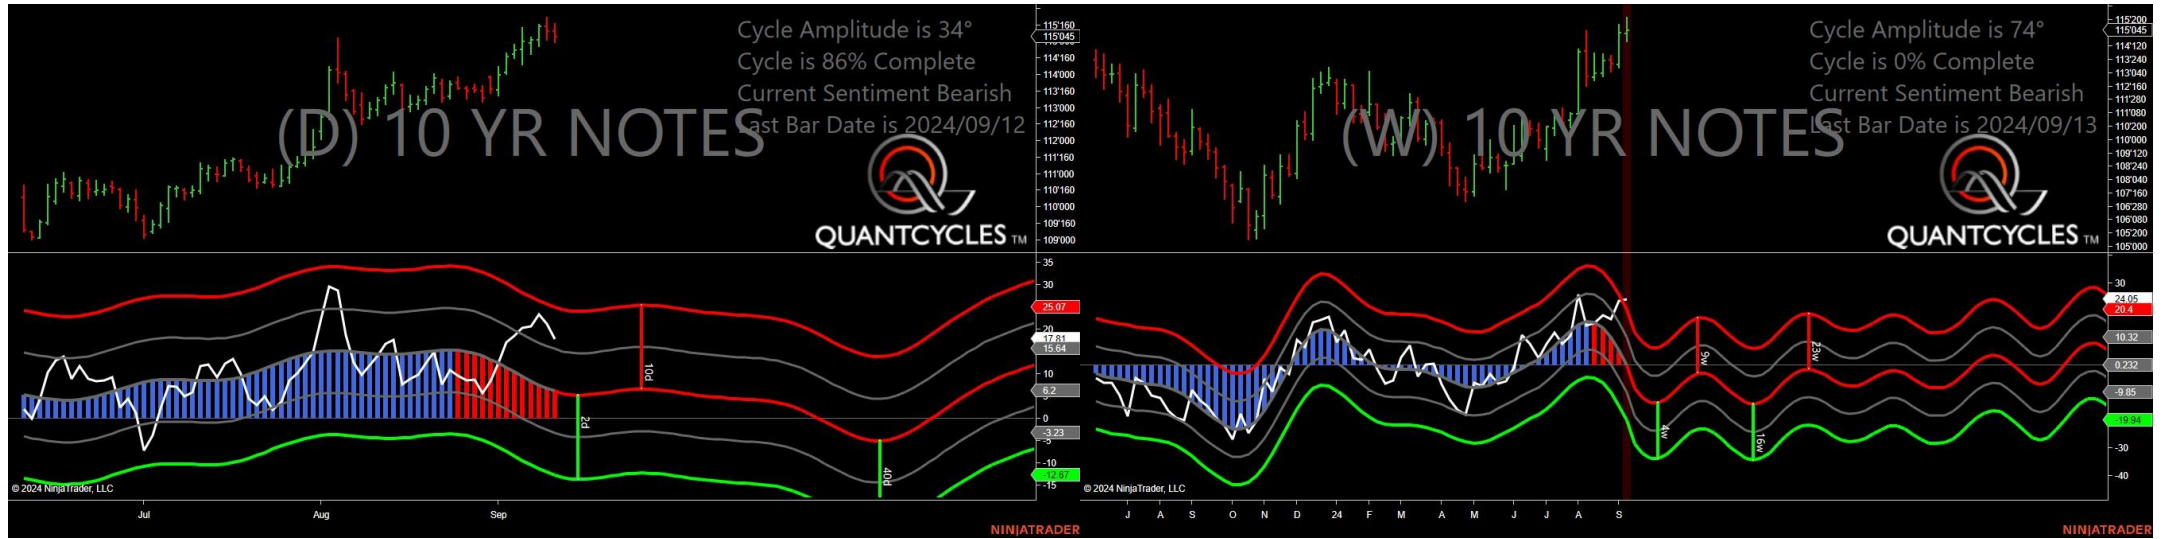 Cycle Amplitude is 34°
Cycle is 86% Complete
Current Sentiment Bearish
Last Bar Date is 2024/09/12
(D) 10 YR NOTES
QUANTCYCLES TM
115'160
115'045
114'160
114'000
113'160
113'000
112'160
112'000
111'160
111'000
110'160
110'000
109'160
109'000
35
30
25.07
20
17.81
15.64
10
6.2
0
-3.23
-5
-10
-12.67
-15
10d
2d
40d
© 2024 NinjaTrader, LLC
Jul Aug Sep
NINJATRADER
Cycle Amplitude is 74°
Cycle is 0% Complete
Current Sentiment Bearish
Last Bar Date is 2024/09/13
(W) 10 YR NOTES
QUANTCYCLES TM
115'200
115'045
114'120
113'240
113'040
112'160
111'280
111'080
110'200
110'000
109'120
108'240
108'040
107'160
106'280
106'080
105'200
105'000
30
24.05
20.4
10.32
0.232
-9.85
-19.94
-30
-40
9w
23w
4w
16w
© 2024 NinjaTrader, LLC
J A S O N D 24 F M A M J J A S
NINJATRADER